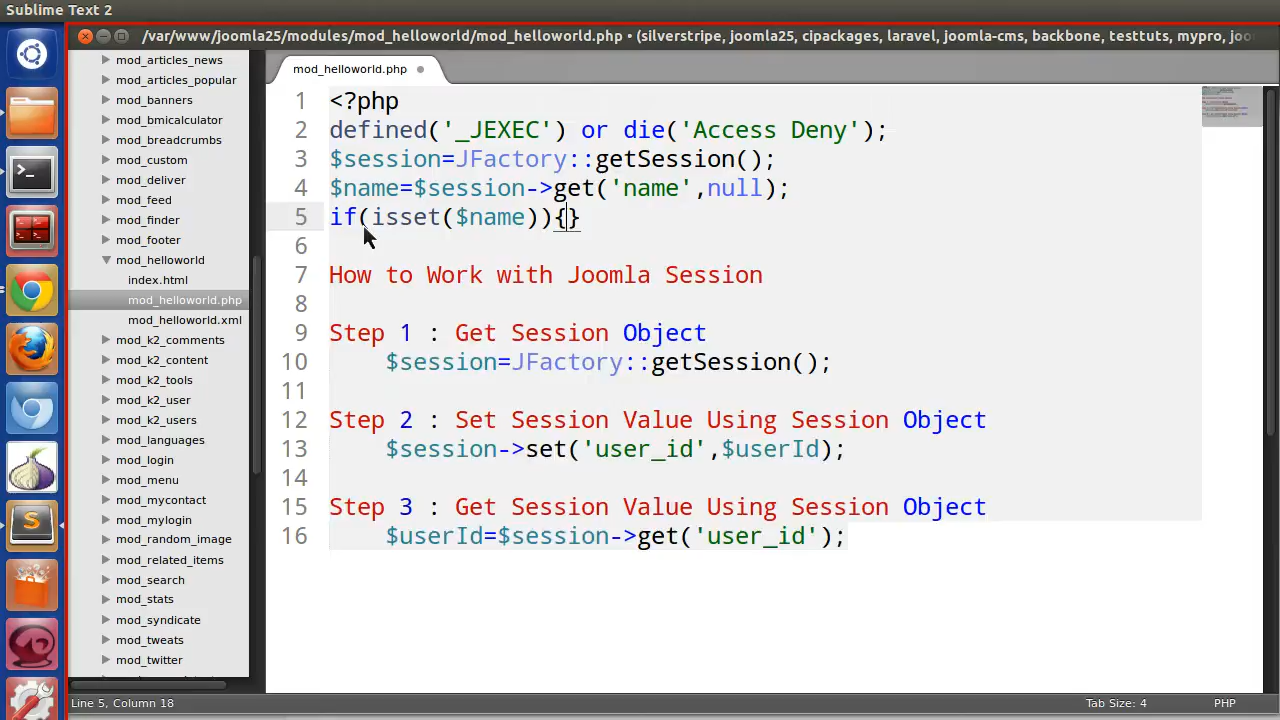 Sublime Text 2
/var/www/joomla25/modules/mod_helloworld/mod_helloworld.php • (silverstripe, joomla25, cipackages, laravel, joomla-cms, backbone, testtuts, mypro,
mod_articles_news
mod_articles_popular
mod_banners
mod_bmicalculator
mod_breadcrumbs
mod_custom
mod_deliver
mod_feed
mod_finder
mod_footer
mod_helloworld
index.html
mod_helloworld.php
mod_helloworld.xml
mod_k2_comments
mod_k2_content
mod_k2_tools
mod_k2_user
mod_k2_users
mod_languages
mod_login
mod_menu
mod_mycontact
mod_mylogin
mod_random_image
mod_related_items
mod_search
mod_stats
mod_syndicate
mod_tweats
mod_twitter
mod_helloworld.php
1 <?php
2 defined('_JEXEC') or die('Access Deny');
3 $session=JFactory::getSession();
4 $name=$session->get('name',null);
5 if(isset($name)){}
6
7 How to Work with Joomla Session
8
9 Step 1 : Get Session Object
10 $session=JFactory::getSession();
11
12 Step 2 : Set Session Value Using Session Object
13 $session->set('user_id',$userId);
14
15 Step 3 : Get Session Value Using Session Object
16 $userId=$session->get('user_id');
Line 5, Column 18
Tab Size: 4
PHP